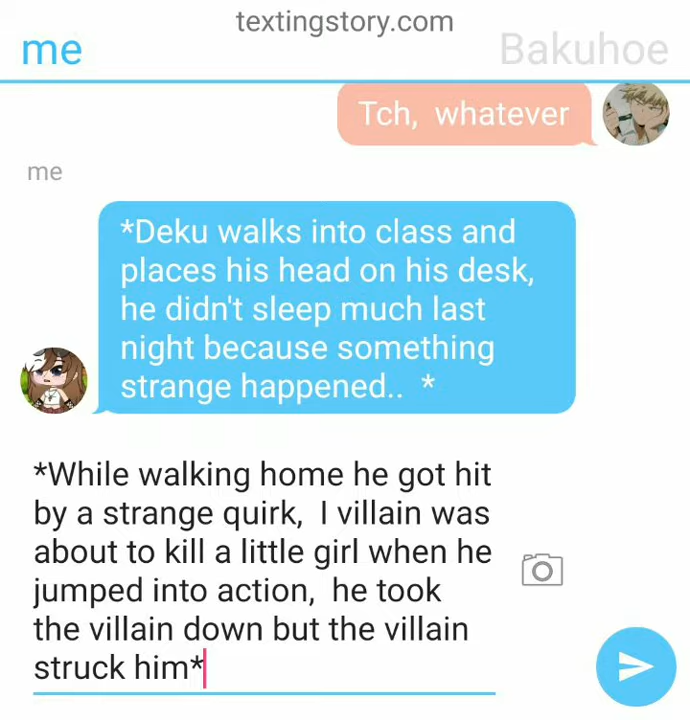 textingstory.com
me
Bakuhoe
Tch,  whatever
me
*Deku walks into class and
places his head on his desk,
he didn't sleep much last
night because something
strange happened..  *
*While walking home he got hit
by a strange quirk,  I villain was
about to kill a little girl when he
jumped into action,  he took
the villain down but the villain
struck him*